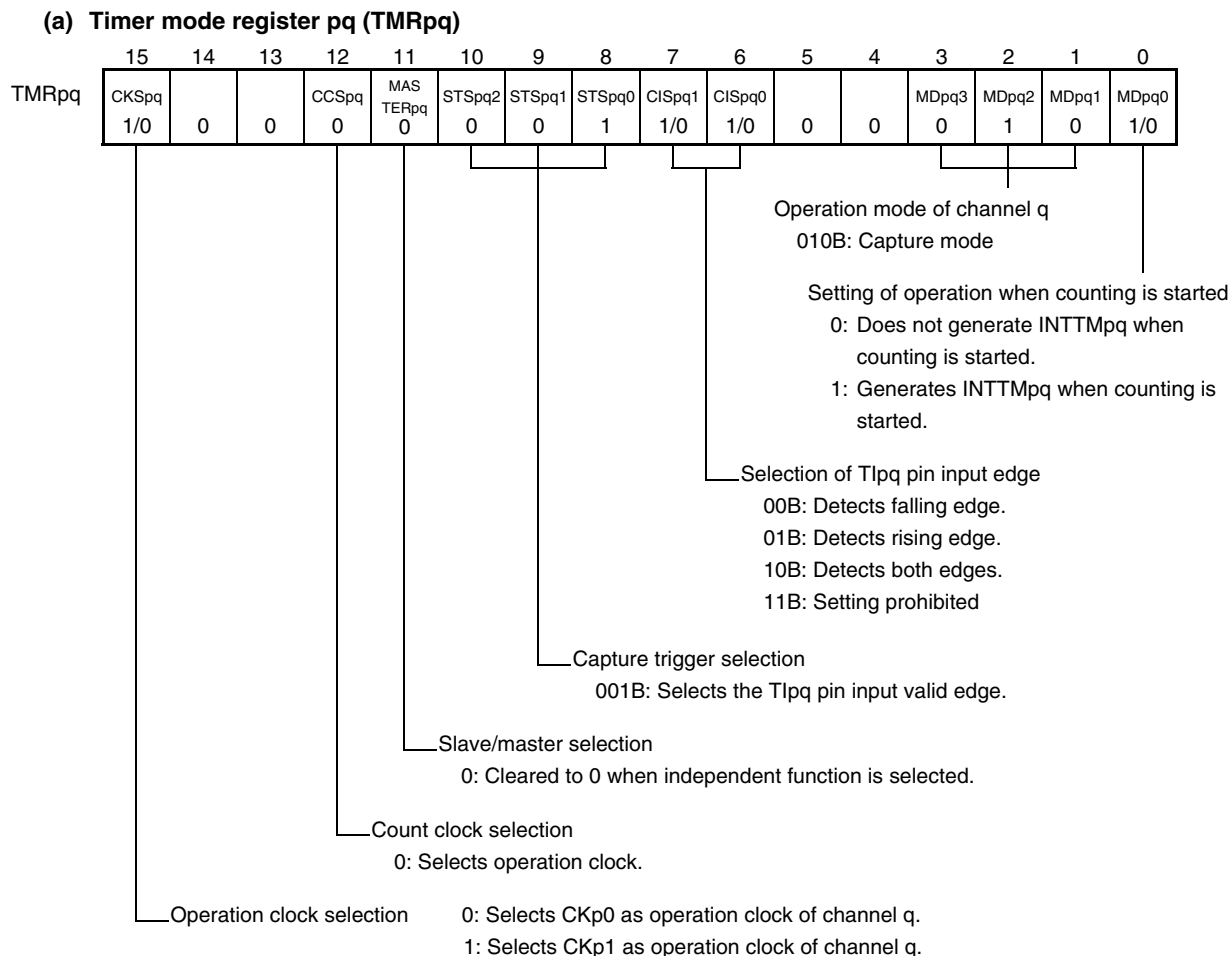 (a) Timer mode register pq (TMRpq)
15 14 13 12 11 10 9 8 7 6 5 4 3 2 1 0
TMRpq CKSpq CCSpq MAS TERpq STSpq2 STSpq1 STSpq0 CISpq1 CISpq0 MDpq3 MDpq2 MDpq1 MDpq0
1/0 0 0 0 0 0 0 1 1/0 1/0 0 0 0 1 0 1/0
Operation mode of channel q
010B: Capture mode
Setting of operation when counting is started
0: Does not generate INTTMpq when
counting is started.
1: Generates INTTMpq when counting is
started.
Selection of TIpq pin input edge
00B: Detects falling edge.
01B: Detects rising edge.
10B: Detects both edges.
11B: Setting prohibited
Capture trigger selection
001B: Selects the TIpq pin input valid edge.
Slave/master selection
0: Cleared to 0 when independent function is selected.
Count clock selection
0: Selects operation clock.
Operation clock selection 0: Selects CKp0 as operation clock of channel q.
1: Selects CKp1 as operation clock of channel q.